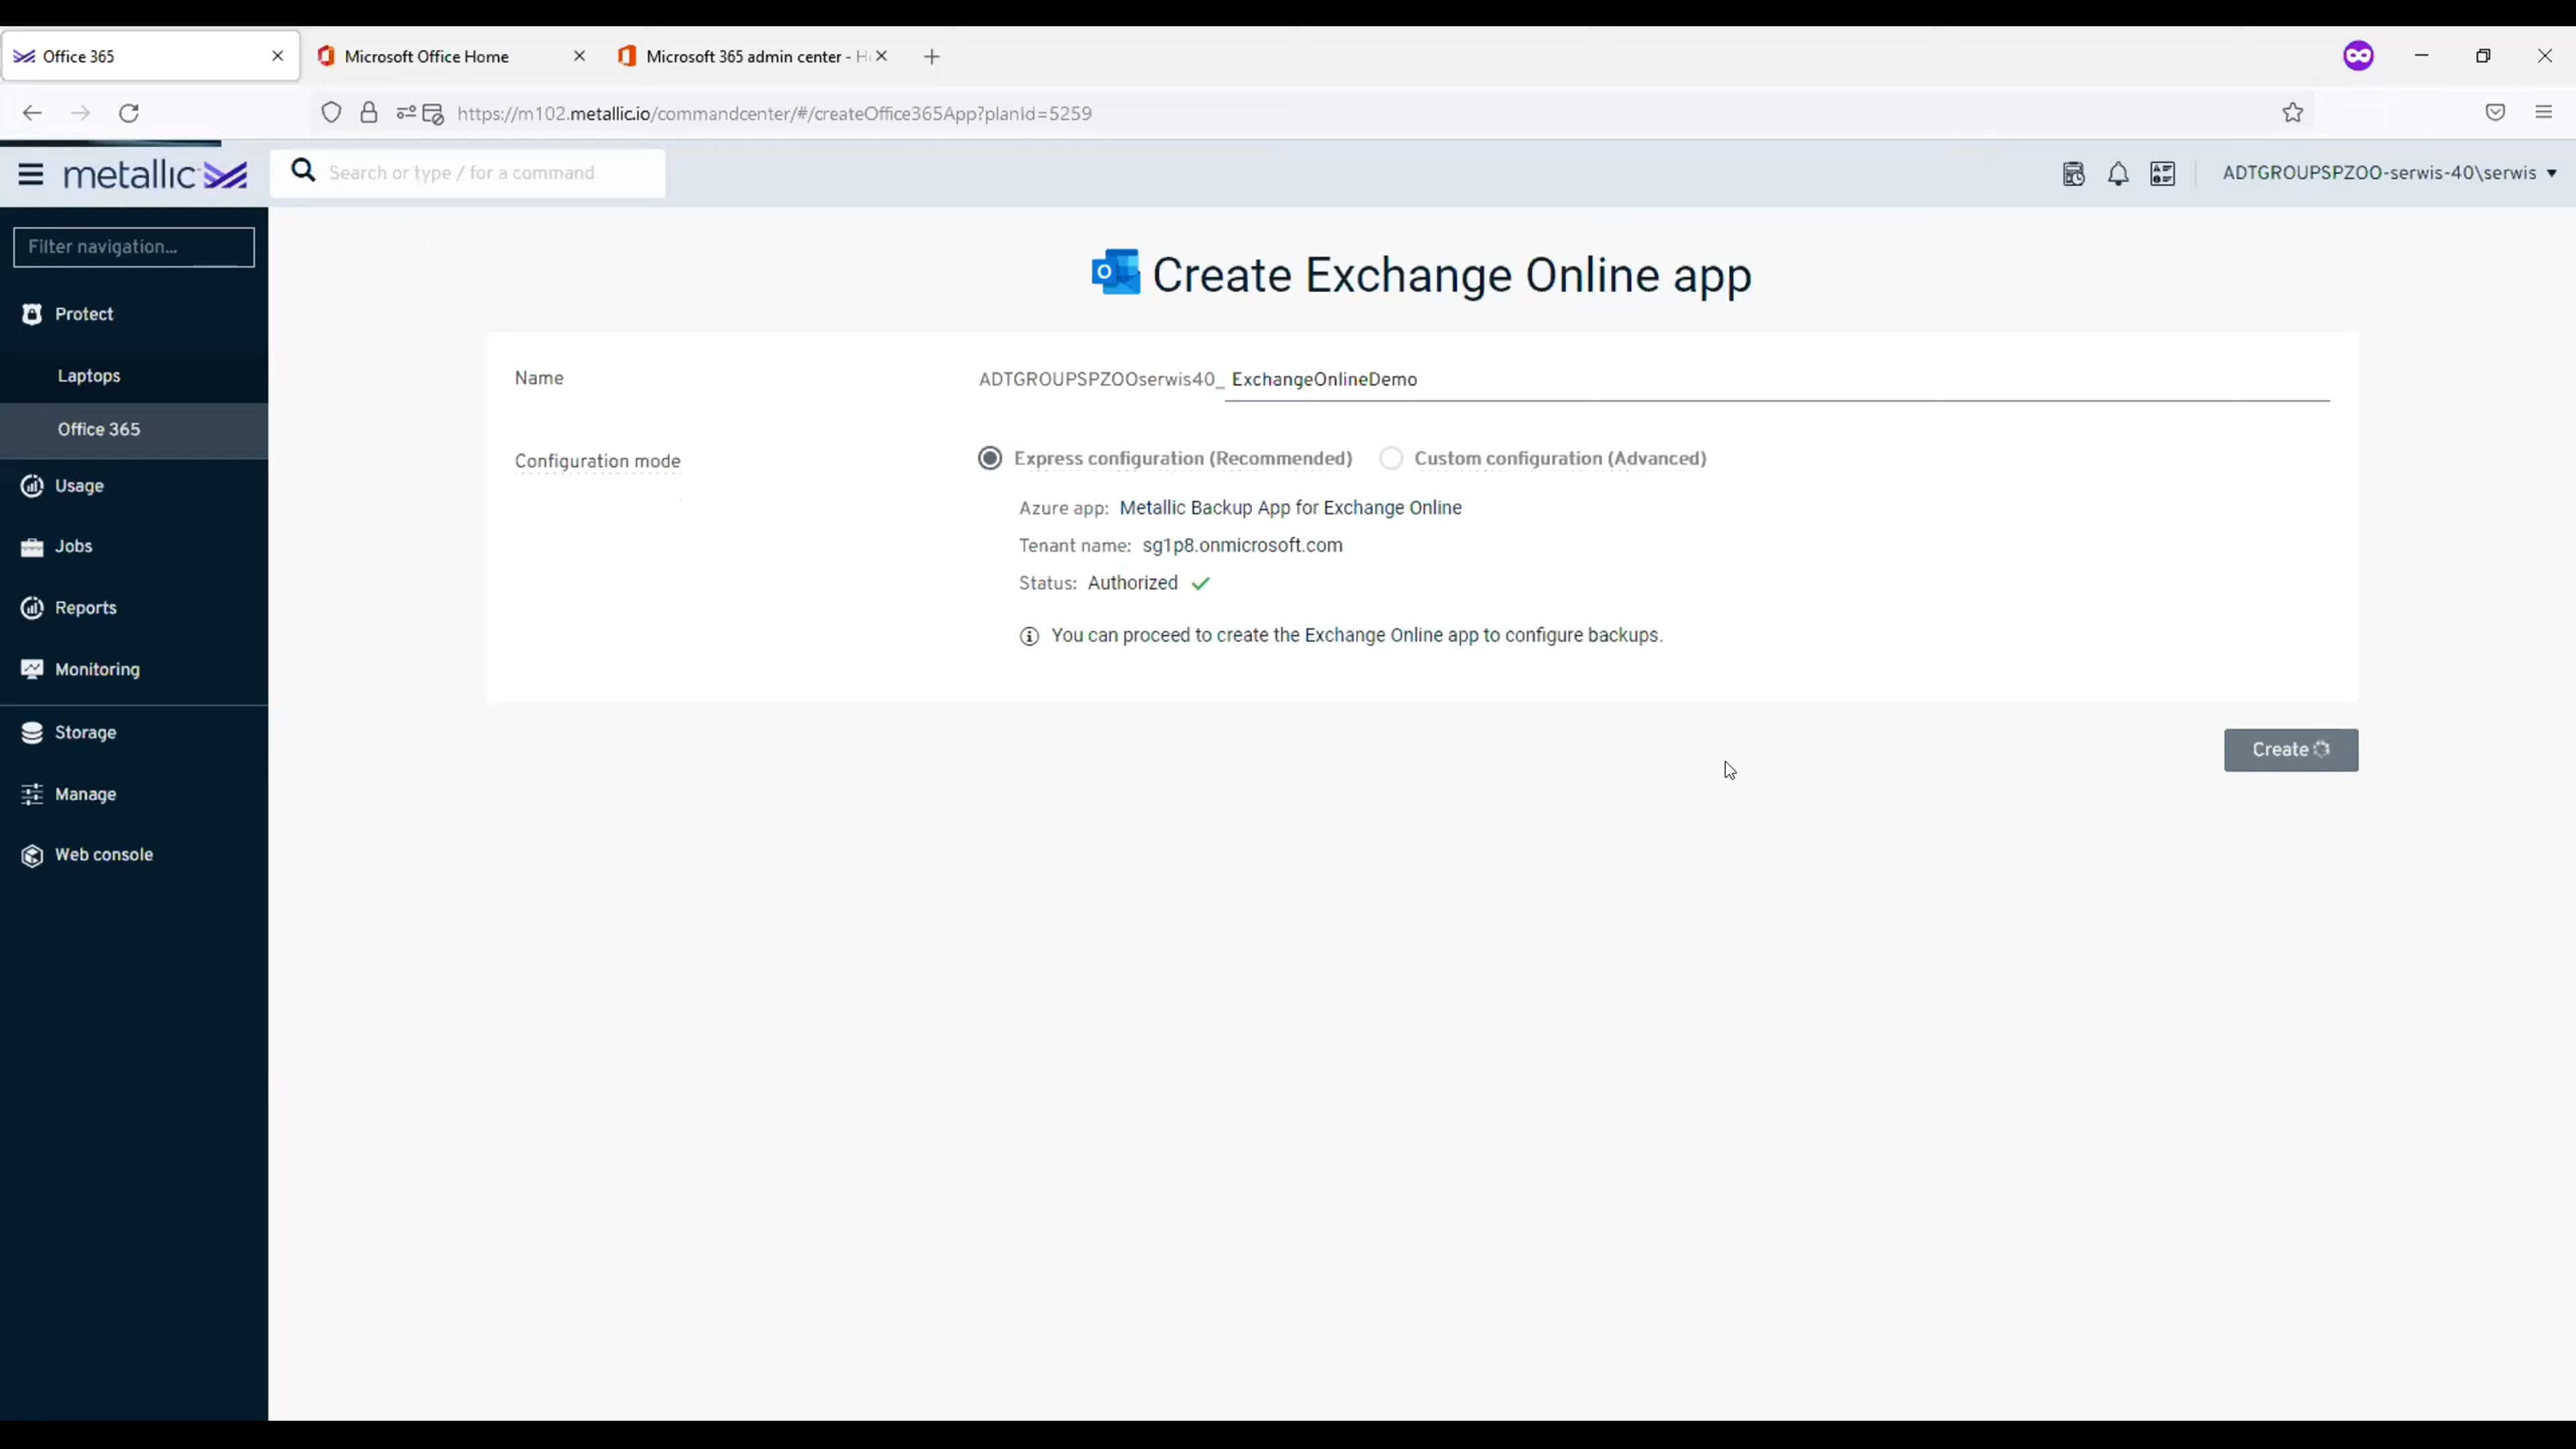 Office 365
Microsoft Office Home
Microsoft 365 admin center - H
https://m102.metallic.io/commandcenter/#/createOffice365App?planId=5259
metallic
Search or type / for a command
ADTGROUPSPZOO-serwis-40\serwis
Filter navigation...
Protect
Laptops
Office 365
Usage
Jobs
Reports
Monitoring
Storage
Manage
Web console
Create Exchange Online app
Name
ADTGROUPSPZOOserwis40_ ExchangeOnlineDemo
Configuration mode
Express configuration (Recommended) Custom configuration (Advanced)
Azure app: Metallic Backup App for Exchange Online
Tenant name: sg1p8.onmicrosoft.com
Status: Authorized
You can proceed to create the Exchange Online app to configure backups.
Create